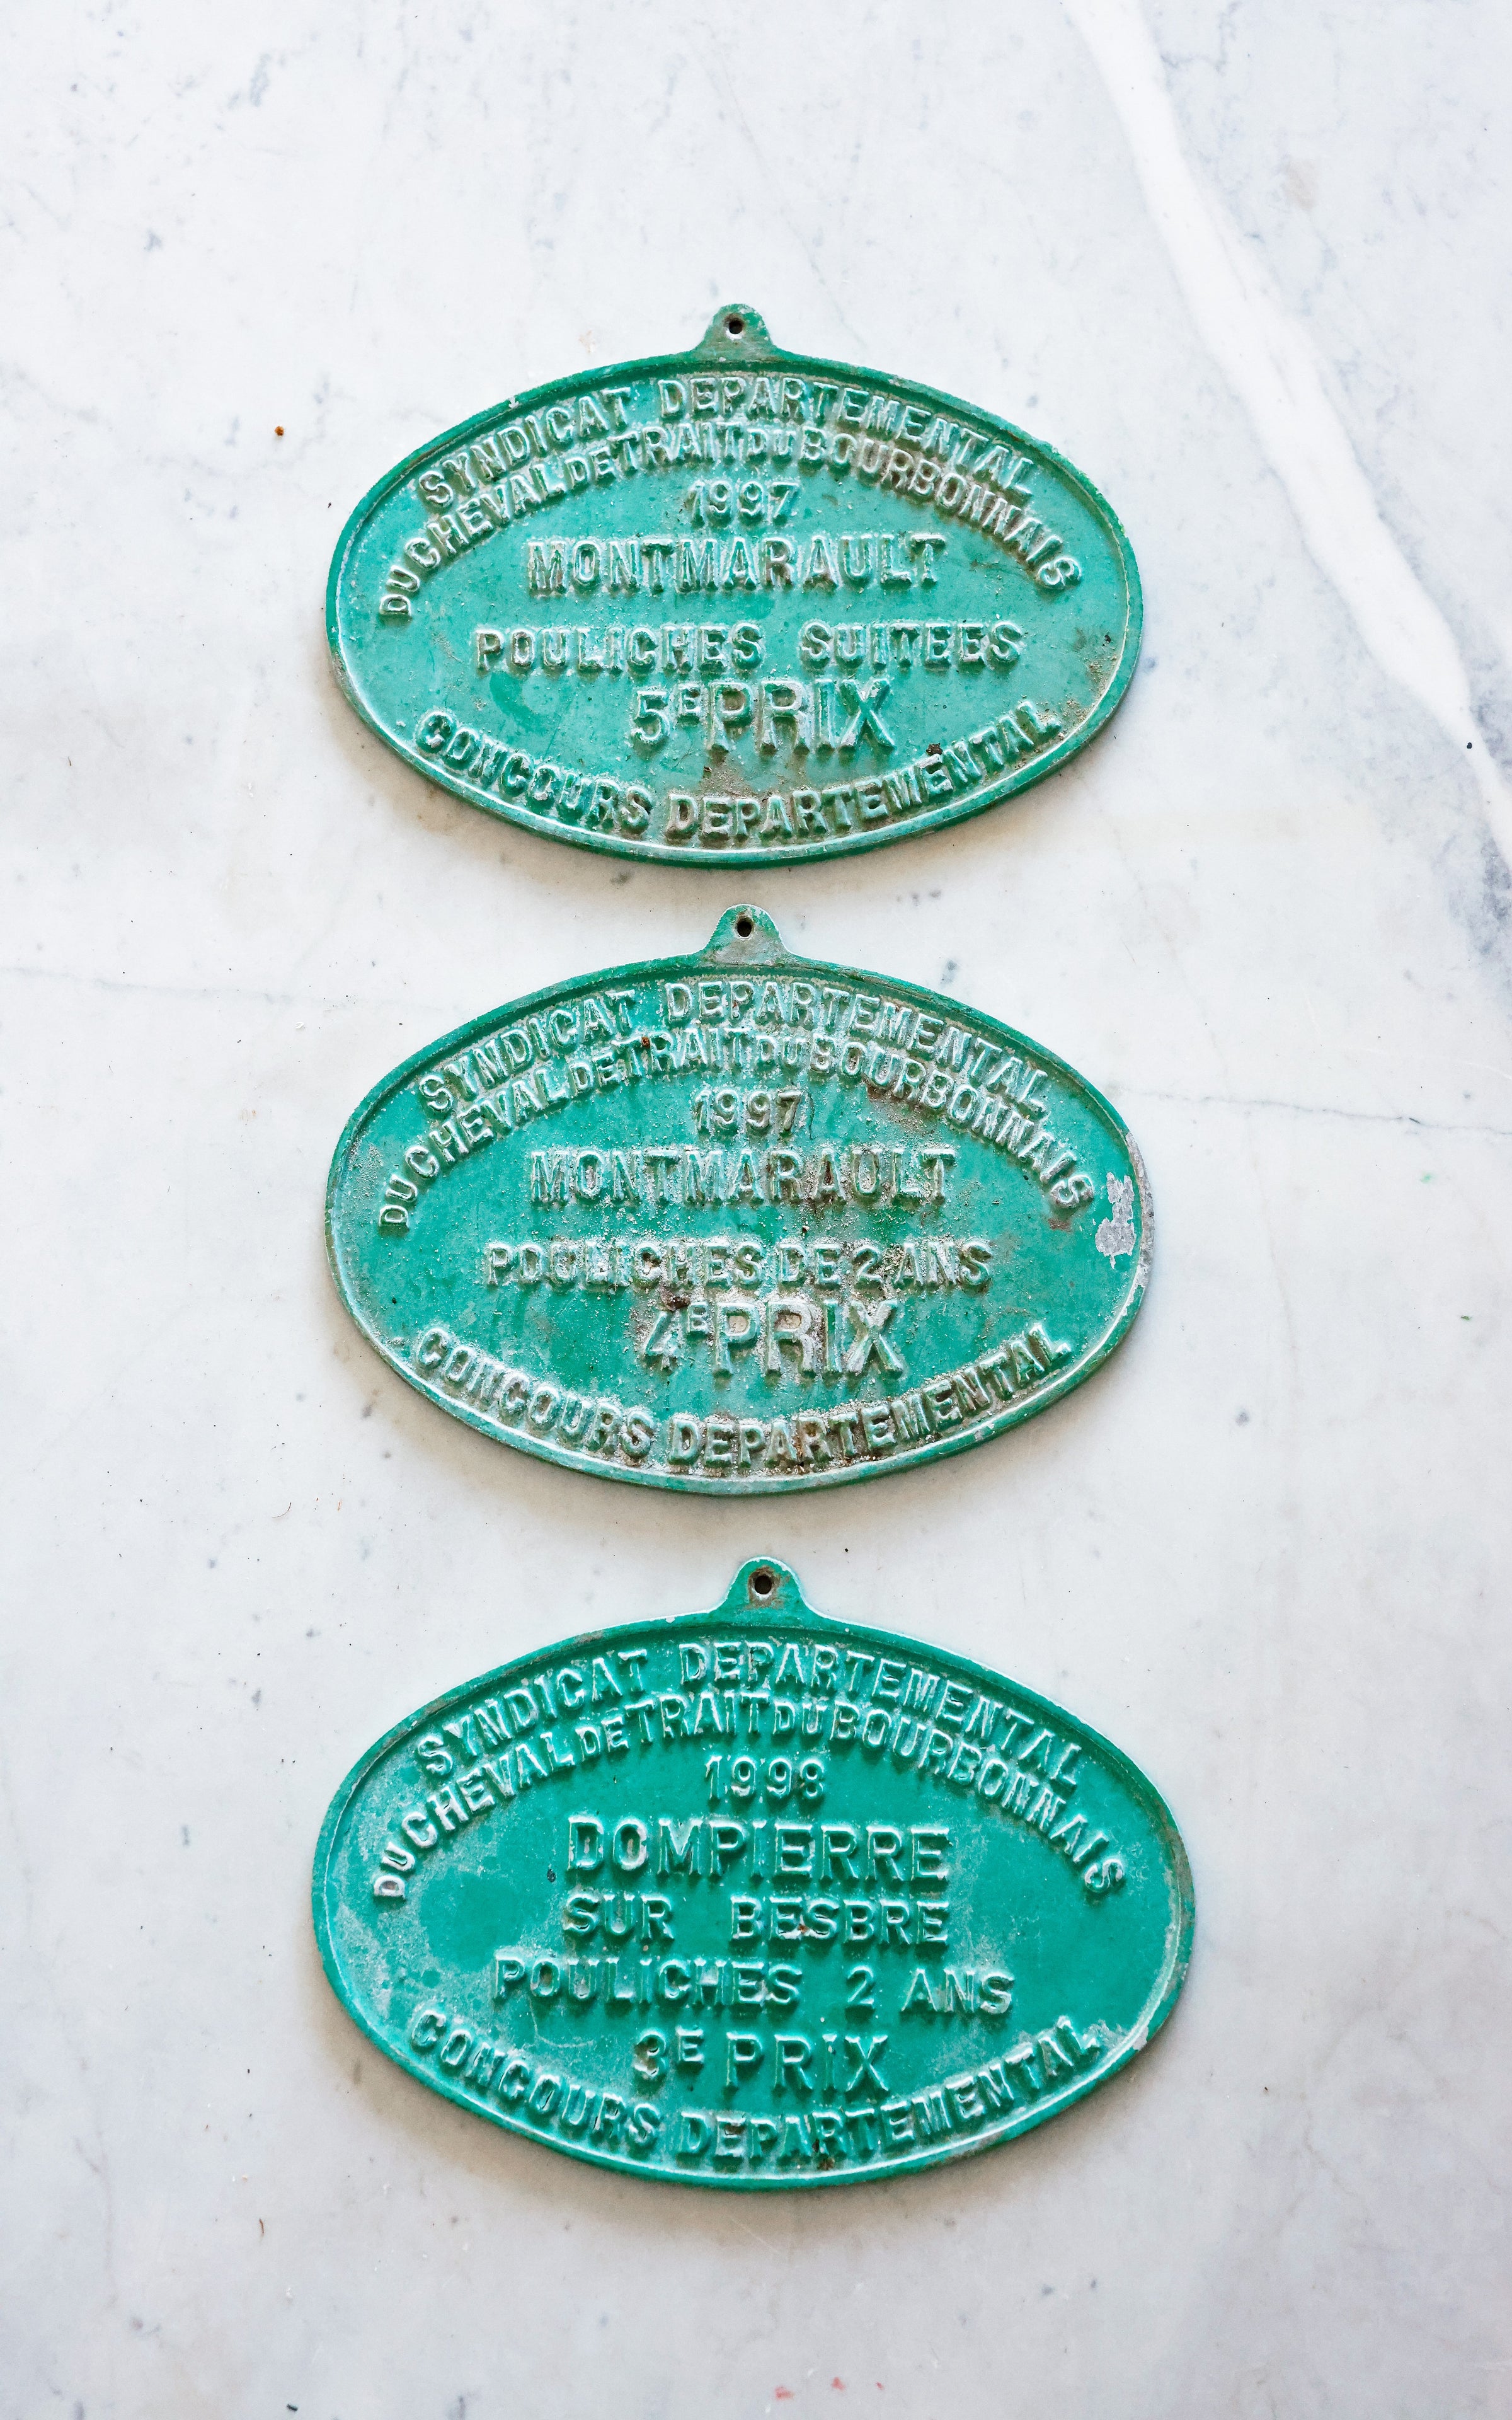 SYNDICAT DEPARTEMENTAL
DU CHEVAL DE TRAIT DU BOURBONNAIS
1997
MONTMARAULT
POULICHES SUITEES
5E PRIX
CONCOURS DEPARTEMENTAL
SYNDICAT DEPARTEMENTAL
DU CHEVAL DE TRAIT DU BOURBONNAIS
1997
MONTMARAULT
POULICHES DE 2 ANS
4E PRIX
CONCOURS DEPARTEMENTAL
SYNDICAT DEPARTEMENTAL
DU CHEVAL DE TRAIT DU BOURBONNAIS
1998
DOMPIERRE
SUR BESBRE
POULICHES 2 ANS
3E PRIX
CONCOURS DEPARTEMENTAL